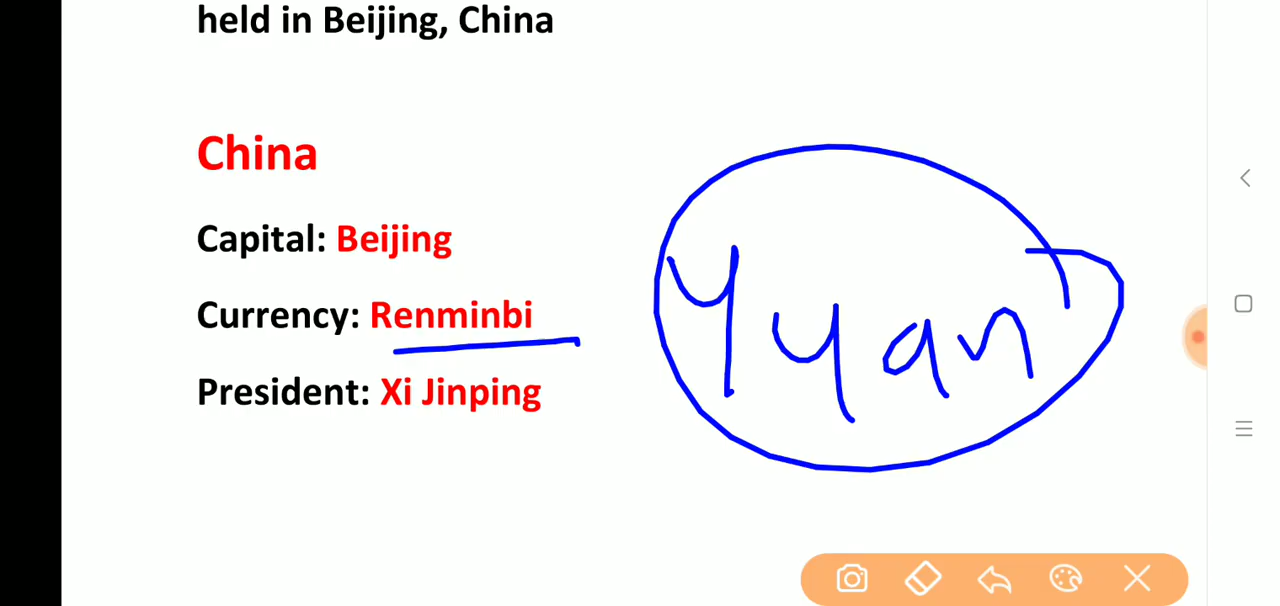 held in Beijing, China
China
Capital: Beijing
Currency: Renminbi
President: Xi Jinping
Yuan